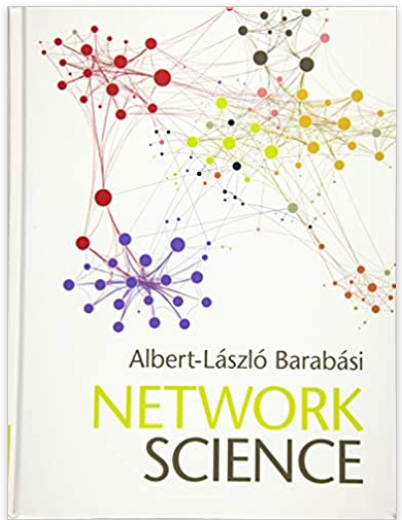 Albert-László Barabási
NETWORK
SCIENCE